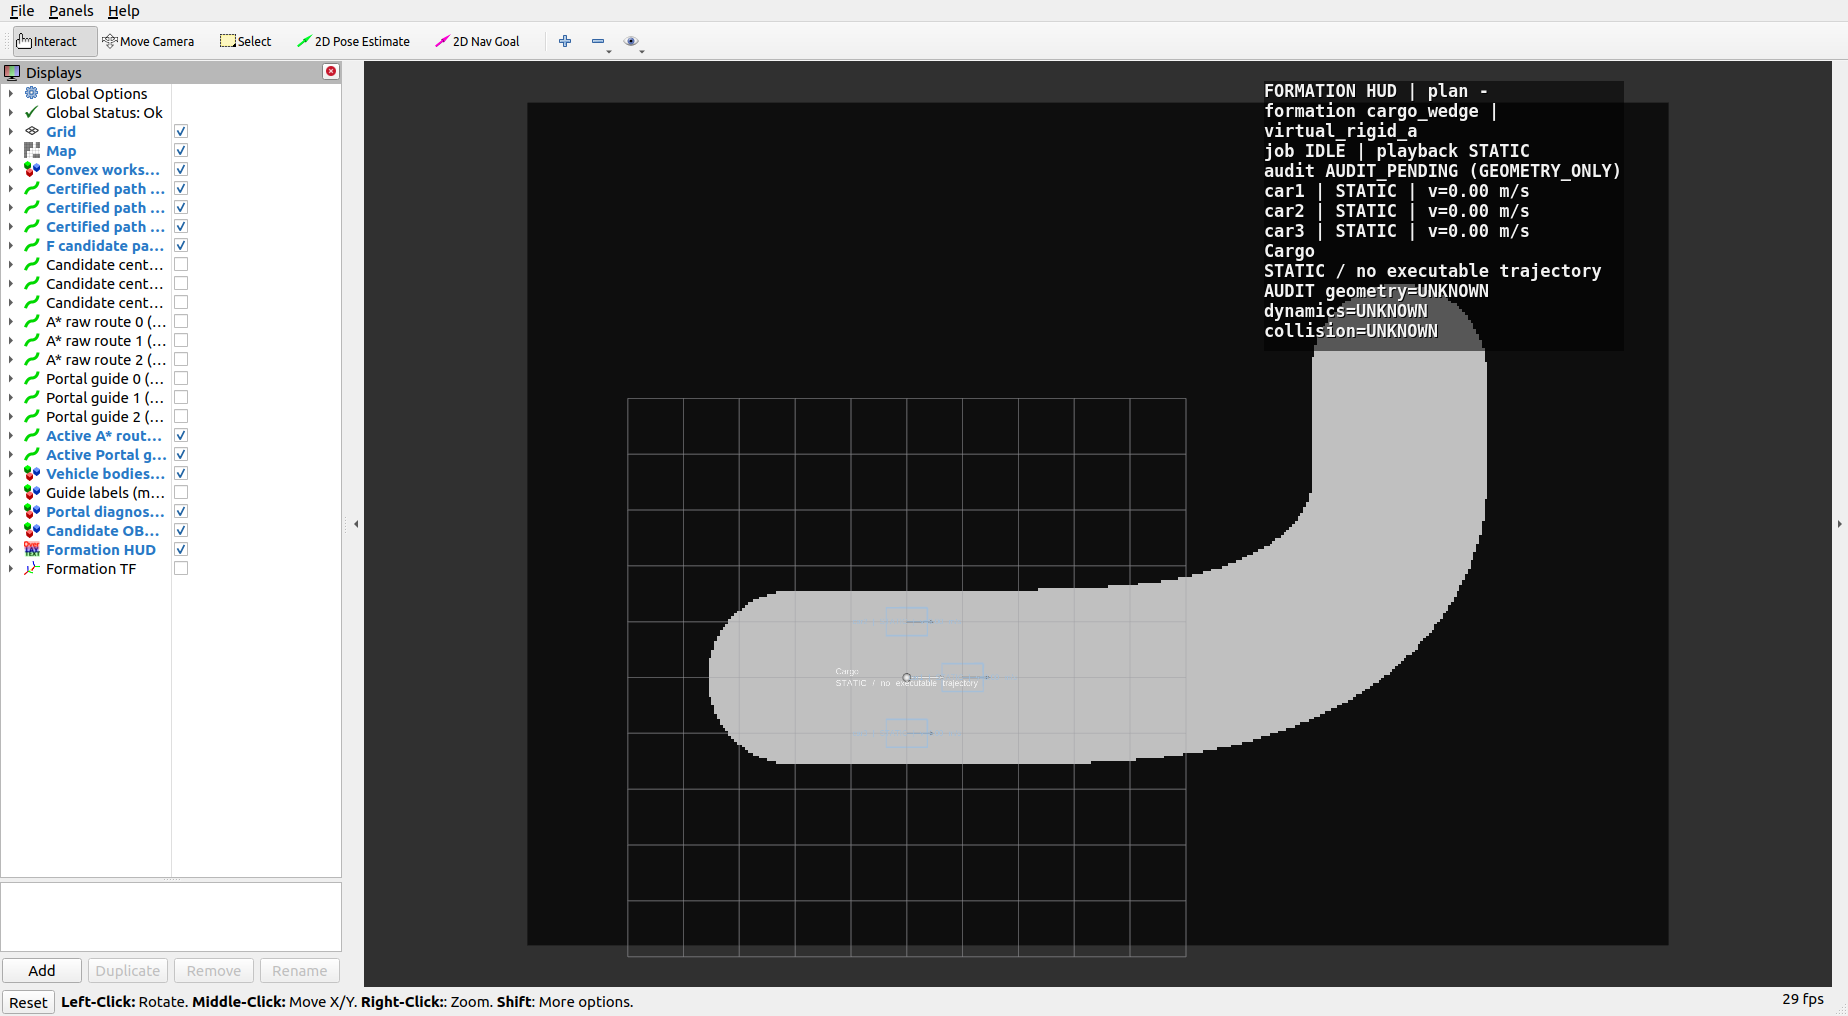 File Panels Help
Interact Move Camera Select 2D Pose Estimate 2D Nav Goal
Displays
Global Options
Global Status: Ok
Grid
Map
Convex works...
Certified path ...
Certified path ...
Certified path ...
F candidate pa...
Candidate cent...
Candidate cent...
Candidate cent...
A* raw route 0 (...
A* raw route 1 (...
A* raw route 2 (...
Portal guide 0 (...
Portal guide 1 (...
Portal guide 2 (...
Active A* rout...
Active Portal g...
Vehicle bodies...
Guide labels (m...
Portal diagnos...
Candidate OB...
Formation HUD
Formation TF
Add Duplicate Remove Rename
FORMATION HUD | plan -
formation cargo_wedge |
virtual_rigid_a
job IDLE | playback STATIC
audit AUDIT_PENDING (GEOMETRY_ONLY)
car1 | STATIC | v=0.00 m/s
car2 | STATIC | v=0.00 m/s
car3 | STATIC | v=0.00 m/s
Cargo
STATIC / no executable trajectory
AUDIT geometry=UNKNOWN
dynamics=UNKNOWN
collision=UNKNOWN
Cargo
STATIC / no executable trajectory
Reset Left-Click: Rotate. Middle-Click: Move X/Y. Right-Click:: Zoom. Shift: More options.
29 fps